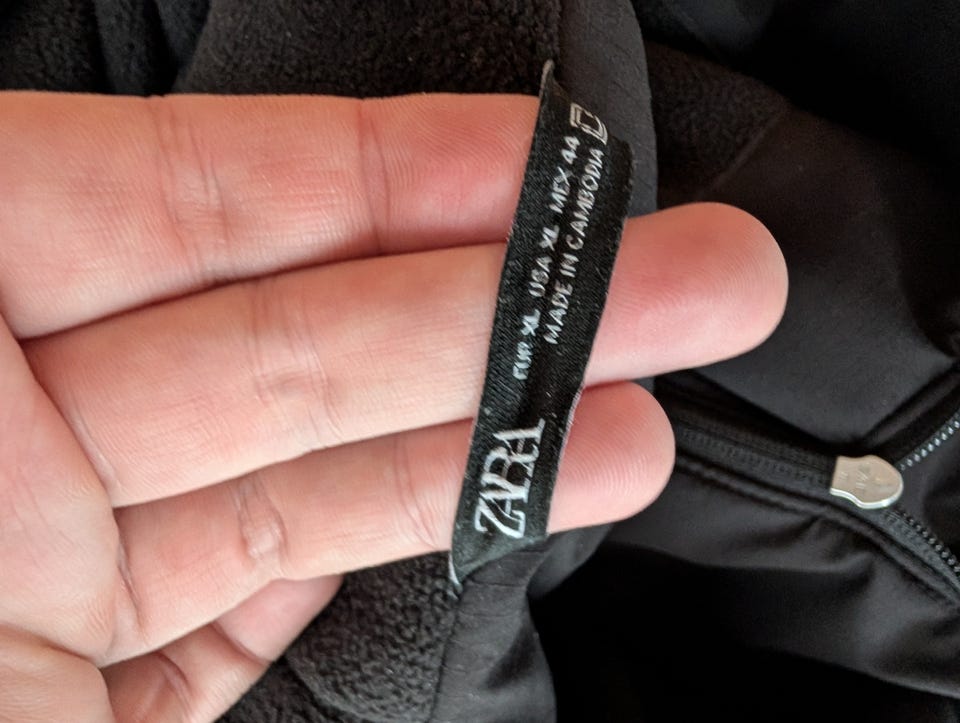 ZARA
EUR XL USA XL MEX 44
MADE IN CAMBODIA